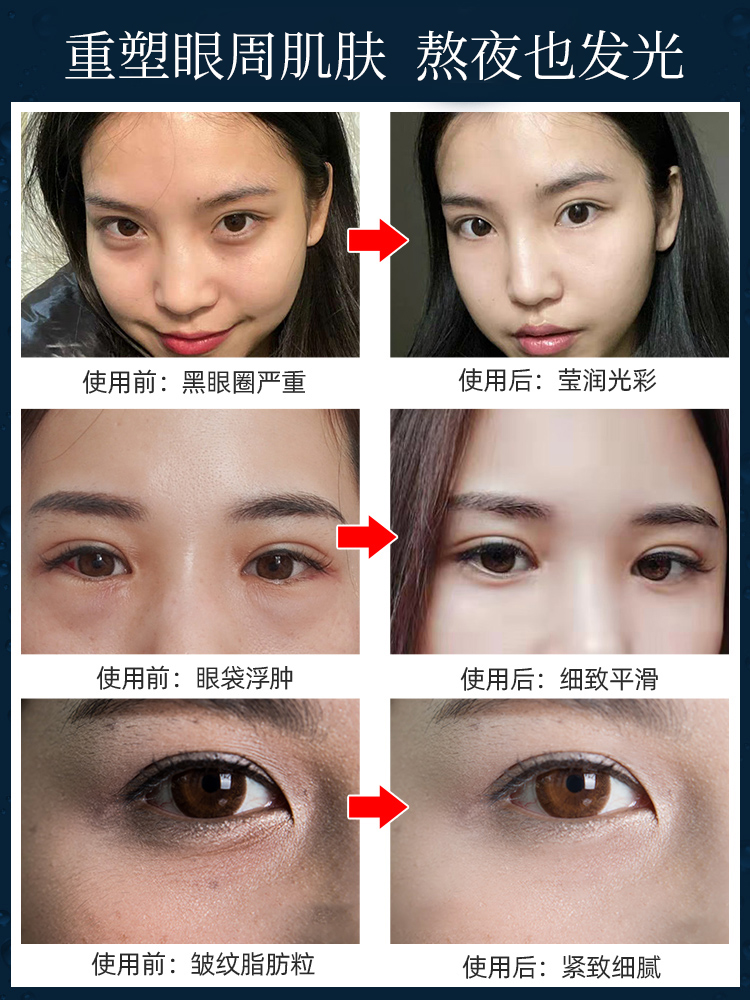 重塑眼周肌肤 熬夜也发光
使用前：黑眼圈严重
使用后：莹润光彩
使用前：眼袋浮肿
使用后：细致平滑
使用前：皱纹脂肪粒
使用后：紧致细腻